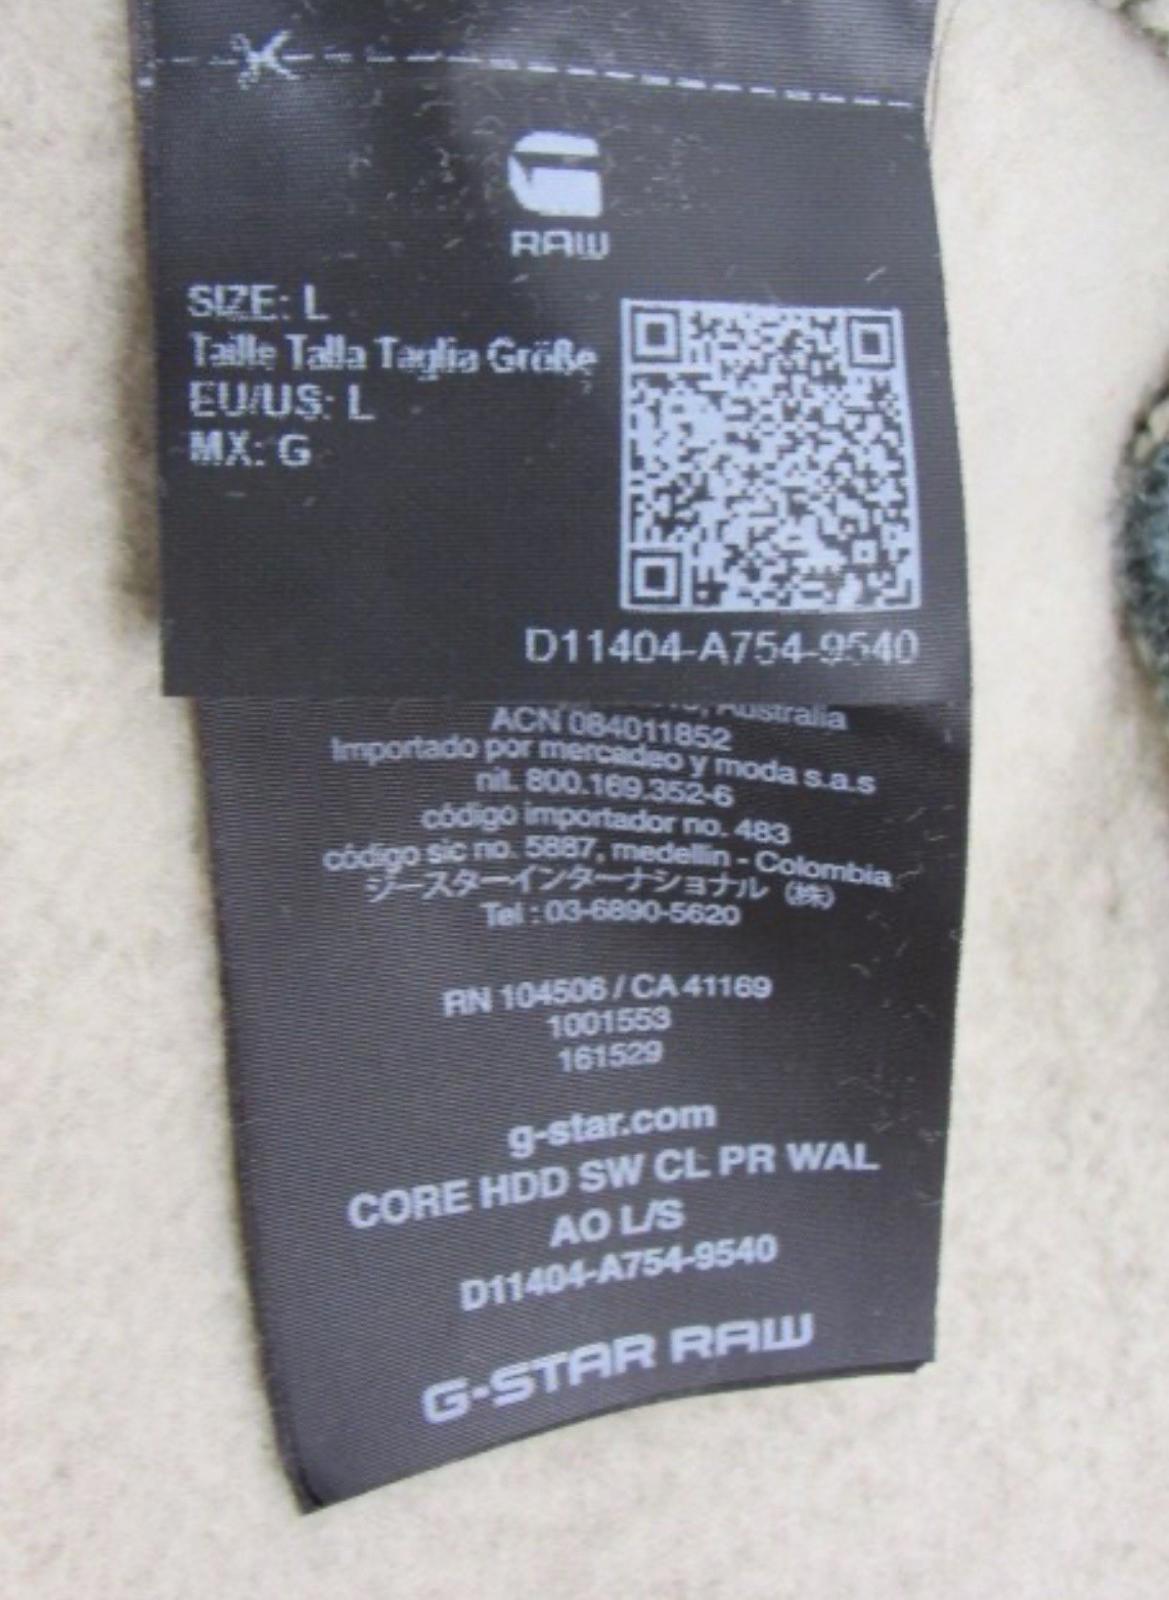 RAW
SIZE: L
Taille Talla Taglia Größe
EU/US: L
MX: G
D11404-A754-9540
Australia
ACN 084011852
Importado por mercadeo y moda s.a.s
nit. 800.169.352-6
código importador no. 483
código sic no. 5887, medellin - Colombia
ジースターインターナショナル (株)
Tel : 03-6890-5620
RN 104506 / CA 41169
1001553
161529
g-star.com
CORE HDD SW CL PR WAL
AO L/S
D11404-A754-9540
G-STAR RAW